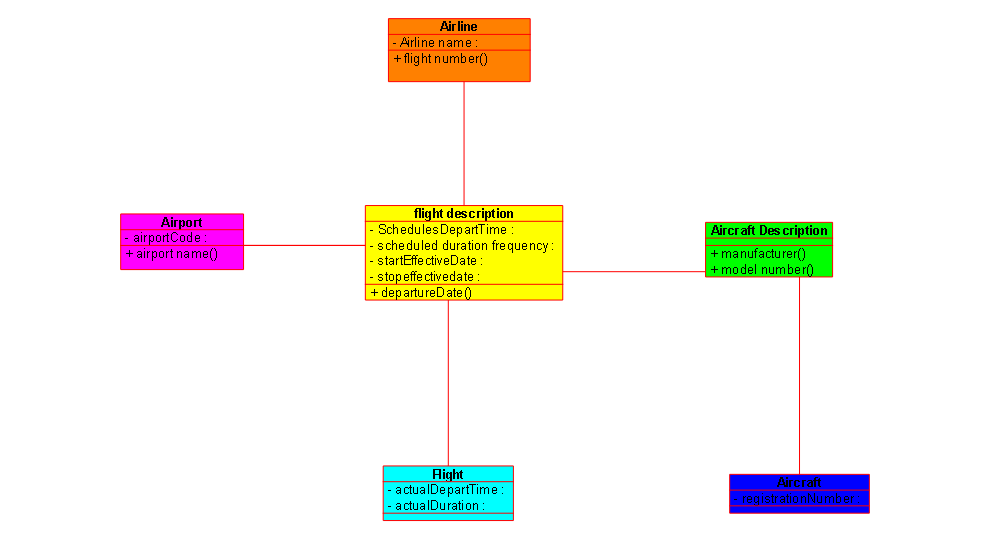 Airline
- Airline name :
+ flight number()
flight description
- SchedulesDepartTime :
- scheduled duration frequency :
- startEffectiveDate :
- stopeffectivedate :
+ departureDate()
Airport
- airportCode :
+ airport name()
Aircraft Description
+ manufacturer()
+ model number()
Flight
- actualDepartTime :
- actualDuration :
Aircraft
- registrationNumber :